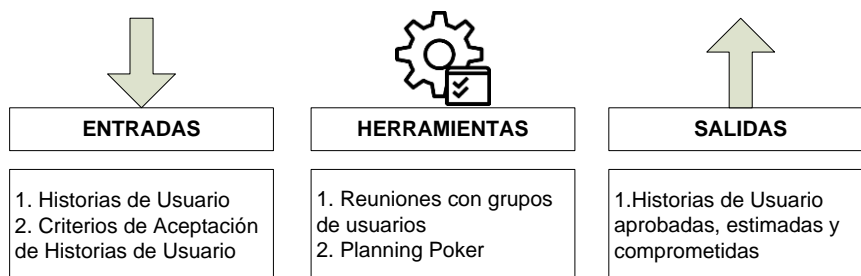 ENTRADAS
HERRAMIENTAS
SALIDAS
1. Historias de Usuario
2. Criterios de Aceptación
de Historias de Usuario
1. Reuniones con grupos
de usuarios
2. Planning Poker
1.Historias de Usuario
aprobadas, estimadas y
comprometidas